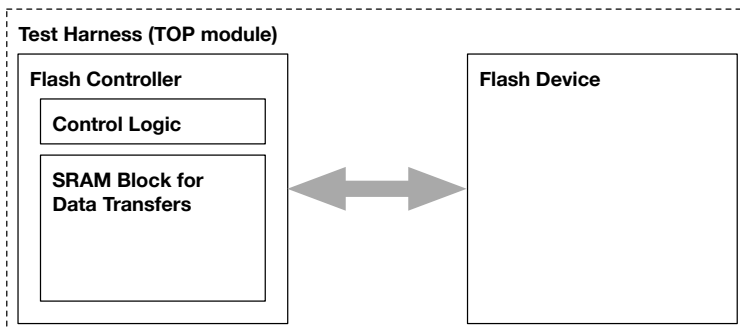 Test Harness (TOP module)
Flash Controller
Control Logic
SRAM Block for
Data Transfers
Flash Device